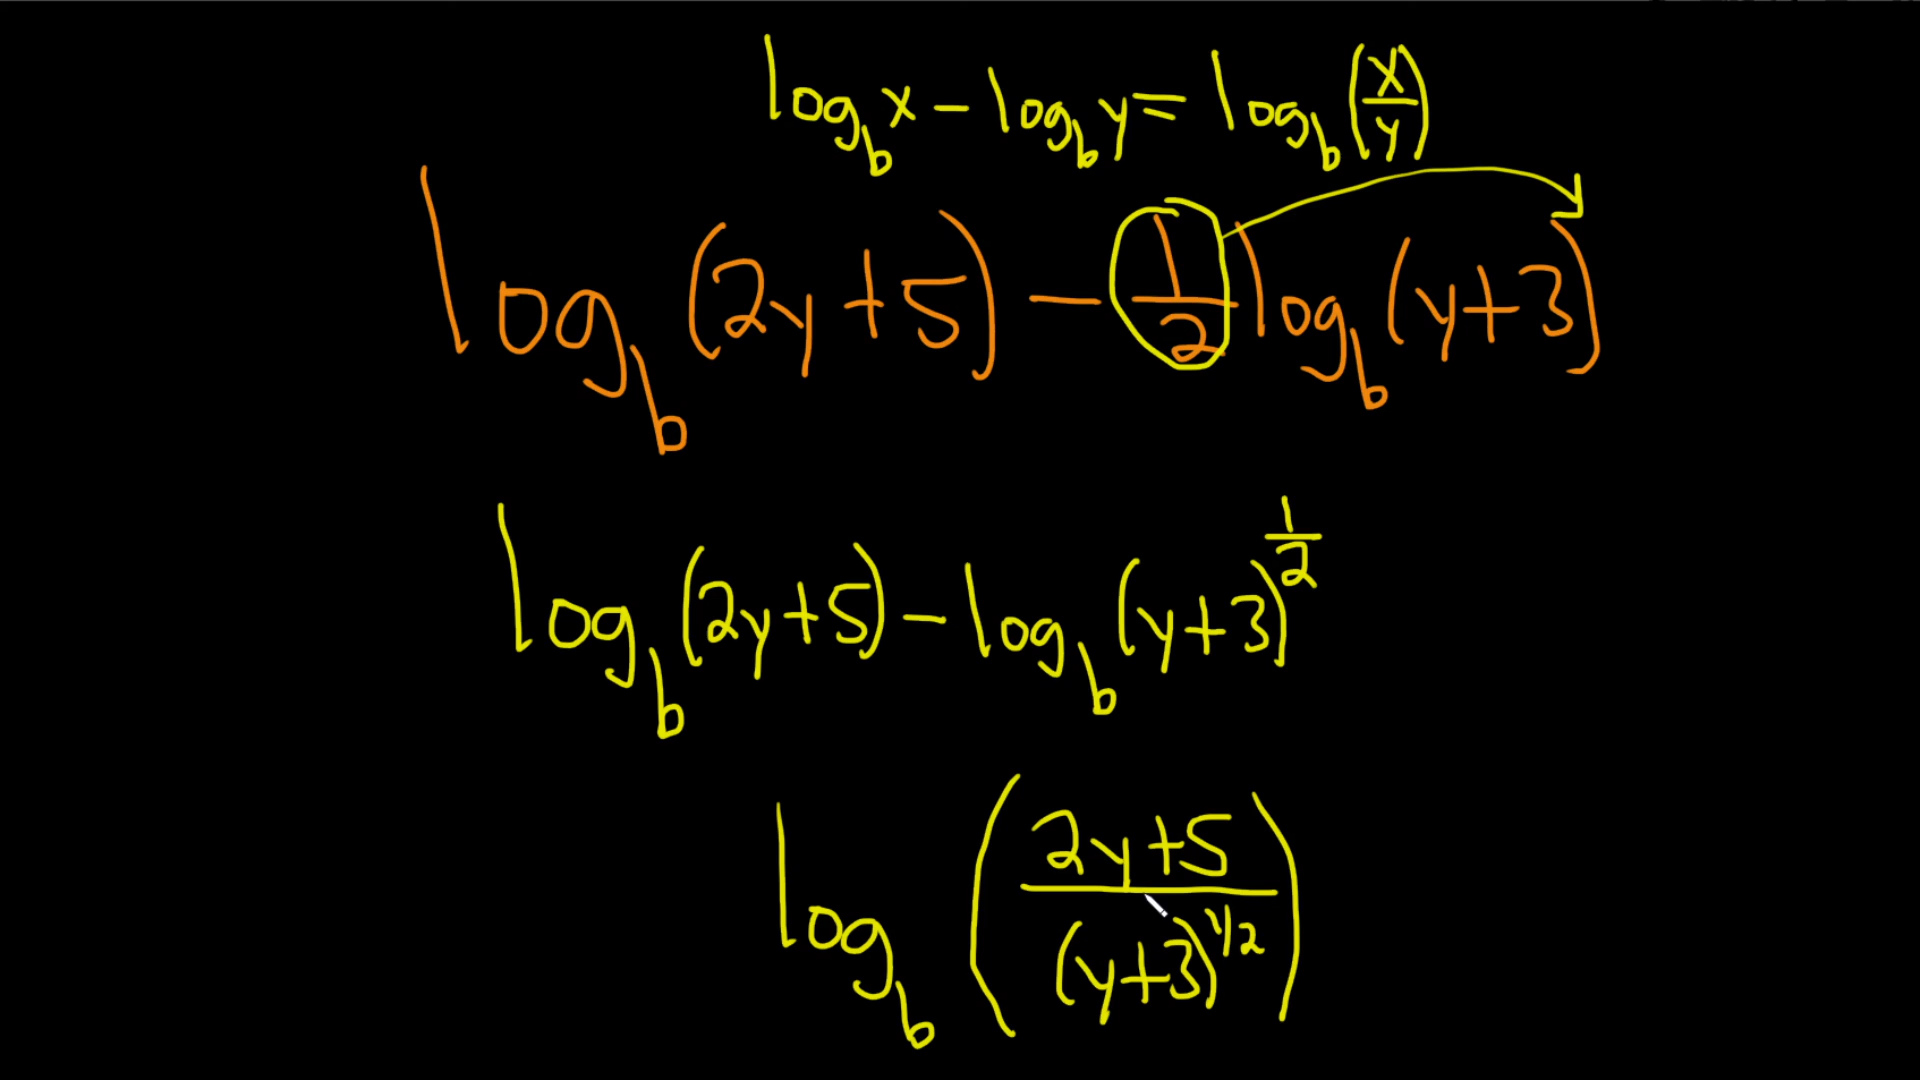 log_b x - log_b y = log_b (x/y)
log_b (2y+5) - 1/2 log_b (y+3)
log_b (2y+5) - log_b (y+3)^(1/2)
log_b ((2y+5)/(y+3)^(1/2))